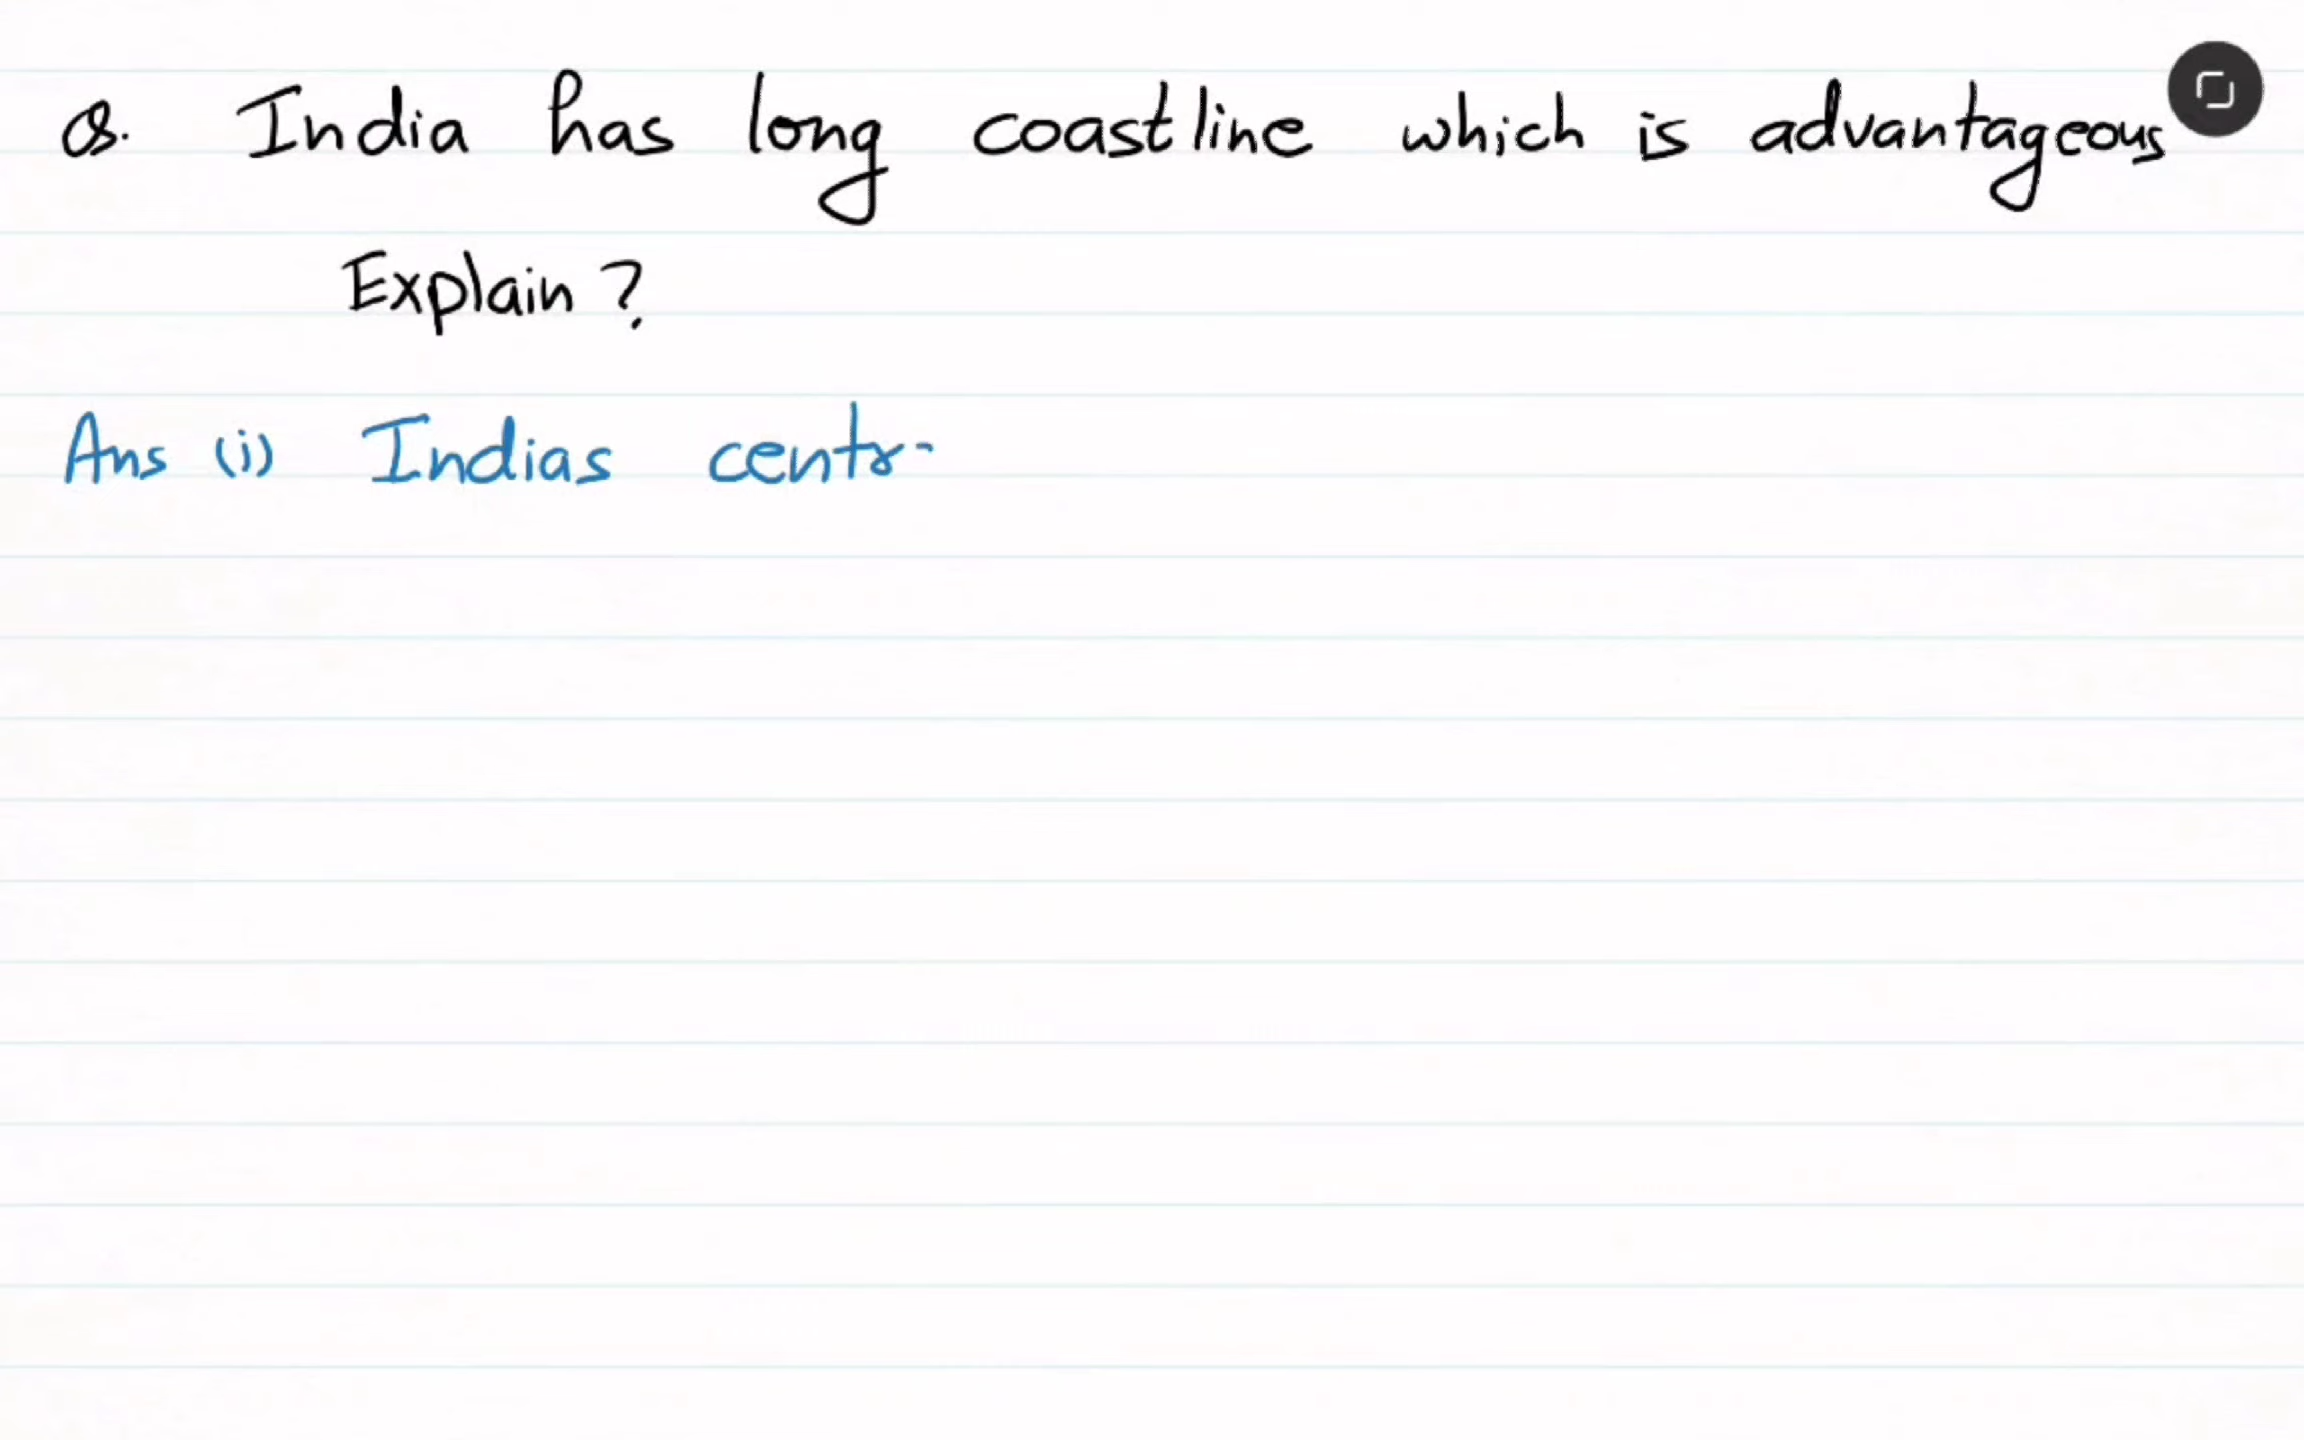 Q. India has long coastline which is advantageous
Explain ?
Ans (i) Indias centr